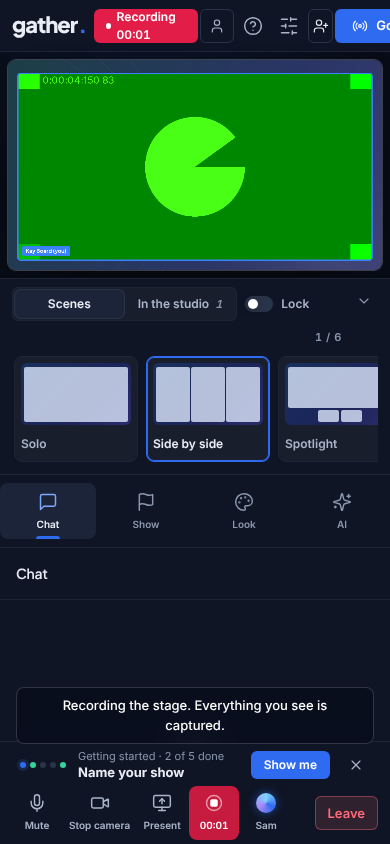 gather.
Recording
00:01
0:00:04:150 83
Kay Board (you)
Scenes
In the studio 1
Lock
1 / 6
Solo
Side by side
Spotlight
Chat
Show
Look
AI
Chat
Recording the stage. Everything you see is
captured.
Getting started · 2 of 5 done
Name your show
Show me
Mute
Stop camera
Present
00:01
Sam
Leave